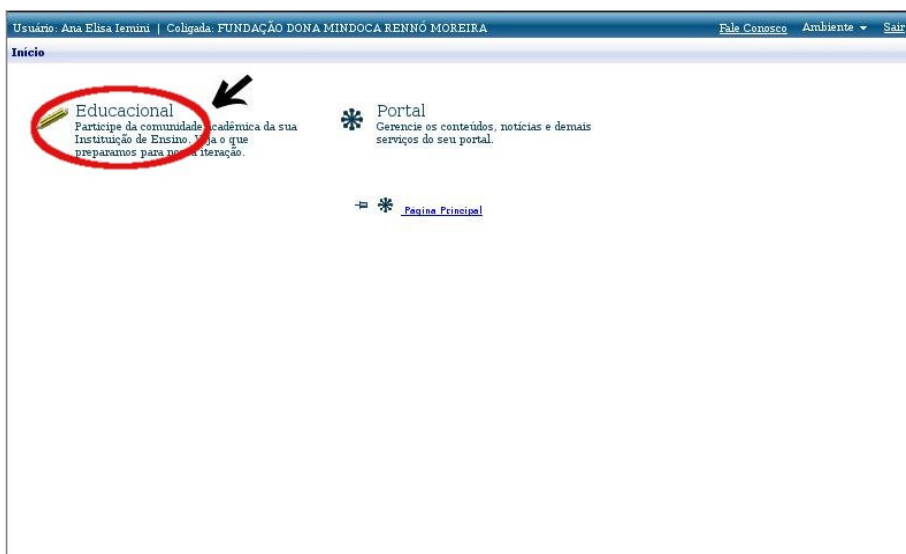 Usuário: Ana Elisa Iemini | Coligada: FUNDAÇÃO DONA MINDOCA RENNÓ MOREIRA Fale Conosco Ambiente Sair
Início
Educacional
Participe da comunidade acadêmica da sua
Instituição de Ensino. Veja o que
preparamos para nossa iteração.
Portal
Gerencie os conteúdos, notícias e demais
serviços do seu portal.
Página Principal